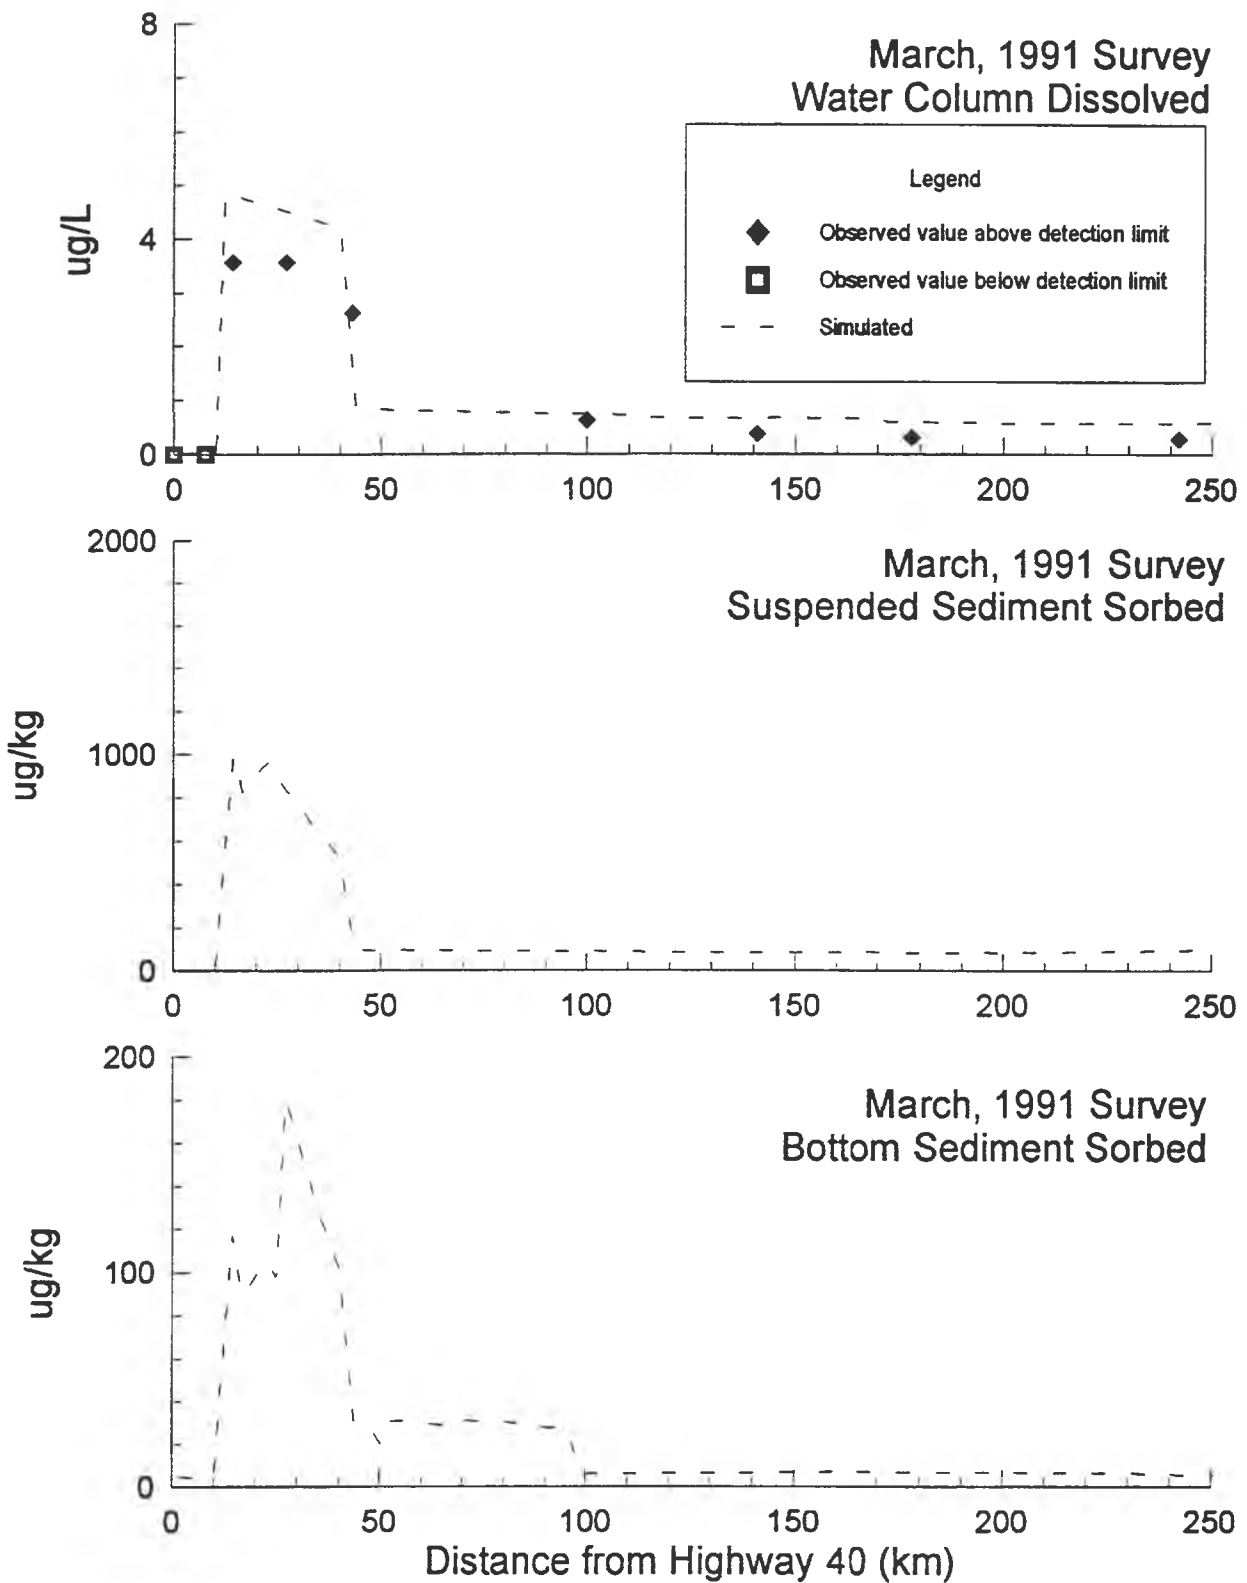 8
March, 1991 Survey
Water Column Dissolved
Legend
Observed value above detection limit
Observed value below detection limit
Simulated
ug/L
4
0
0 50 100 150 200 250
2000
March, 1991 Survey
Suspended Sediment Sorbed
ug/kg
1000
0
0 50 100 150 200 250
200
March, 1991 Survey
Bottom Sediment Sorbed
ug/kg
100
0
0 50 100 150 200 250
Distance from Highway 40 (km)